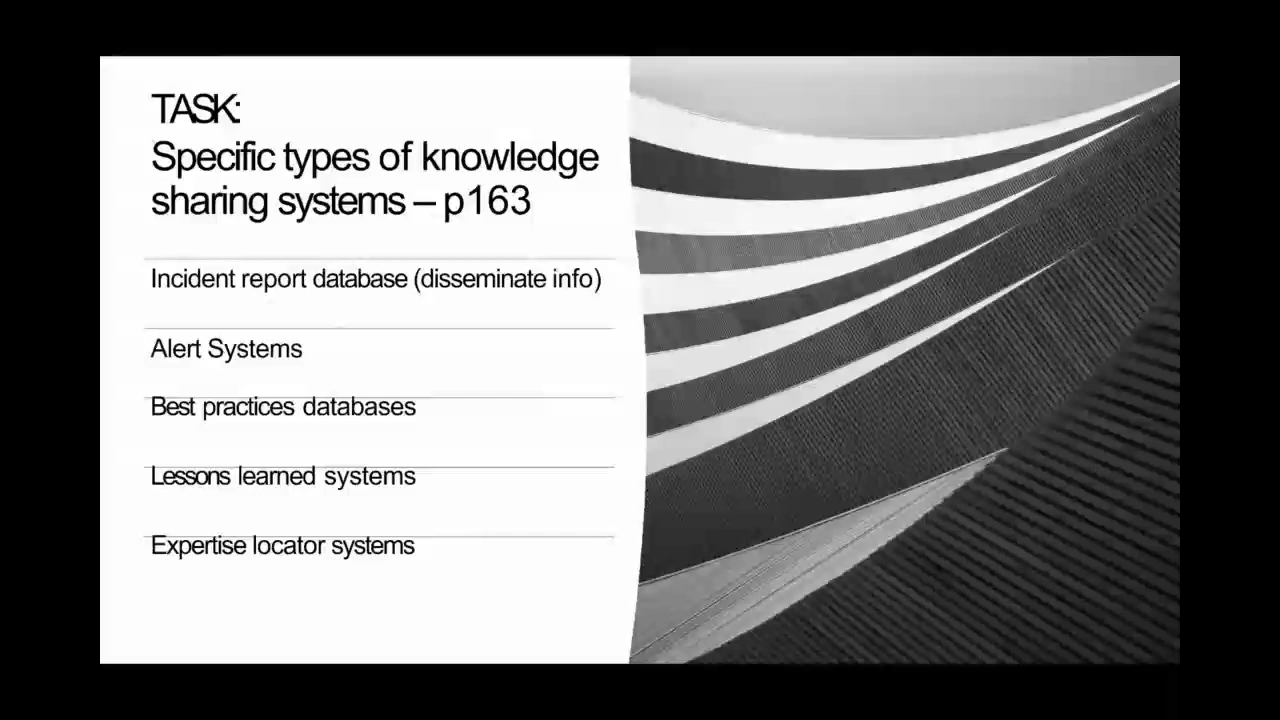 TASK:
Specific types of knowledge
sharing systems – p163
Incident report database (disseminate info)
Alert Systems
Best practices databases
Lessons learned systems
Expertise locator systems